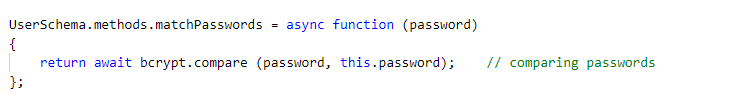 UserSchema.methods.matchPasswords = async function (password)
{
    return await bcrypt.compare (password, this.password);    // comparing passwords
};